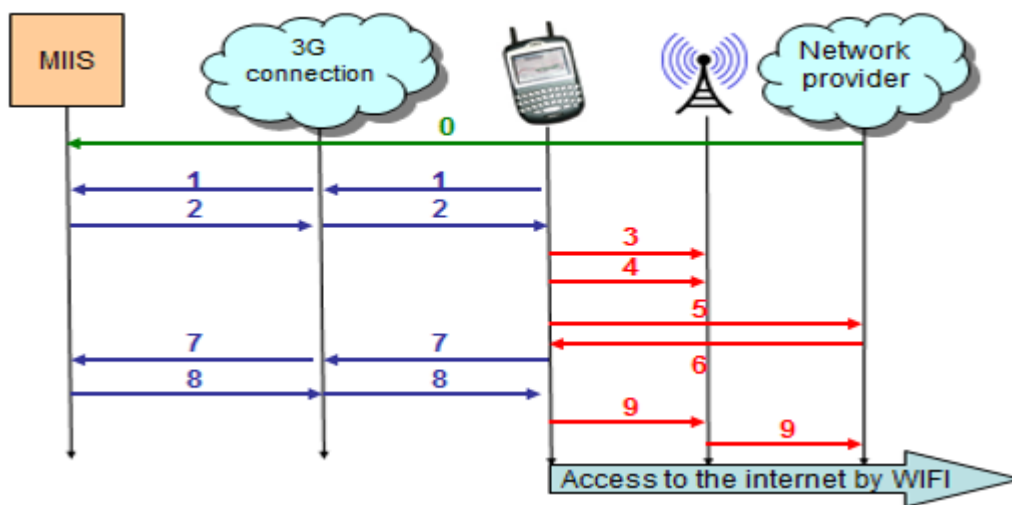 MIIS
3G
connection
Network
provider
0
1 1
2 2
3
4
5
7 7
6
8 8
9
9
Access to the internet by WIFI